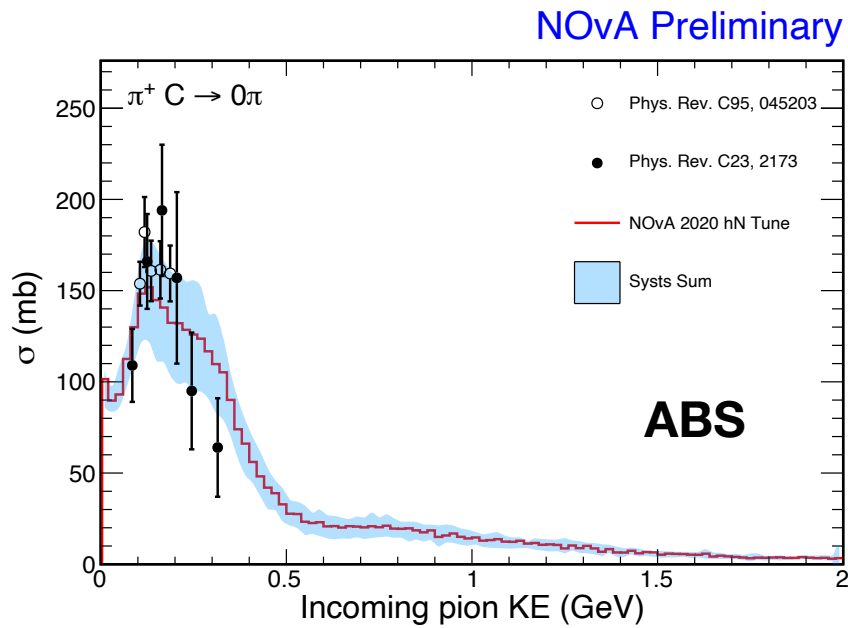 NOvA Preliminary
π⁺ C → 0π
Phys. Rev. C95, 045203
Phys. Rev. C23, 2173
NOvA 2020 hN Tune
Systs Sum
ABS
σ (mb)
250
200
150
100
50
0
0 0.5 1 1.5 2
Incoming pion KE (GeV)